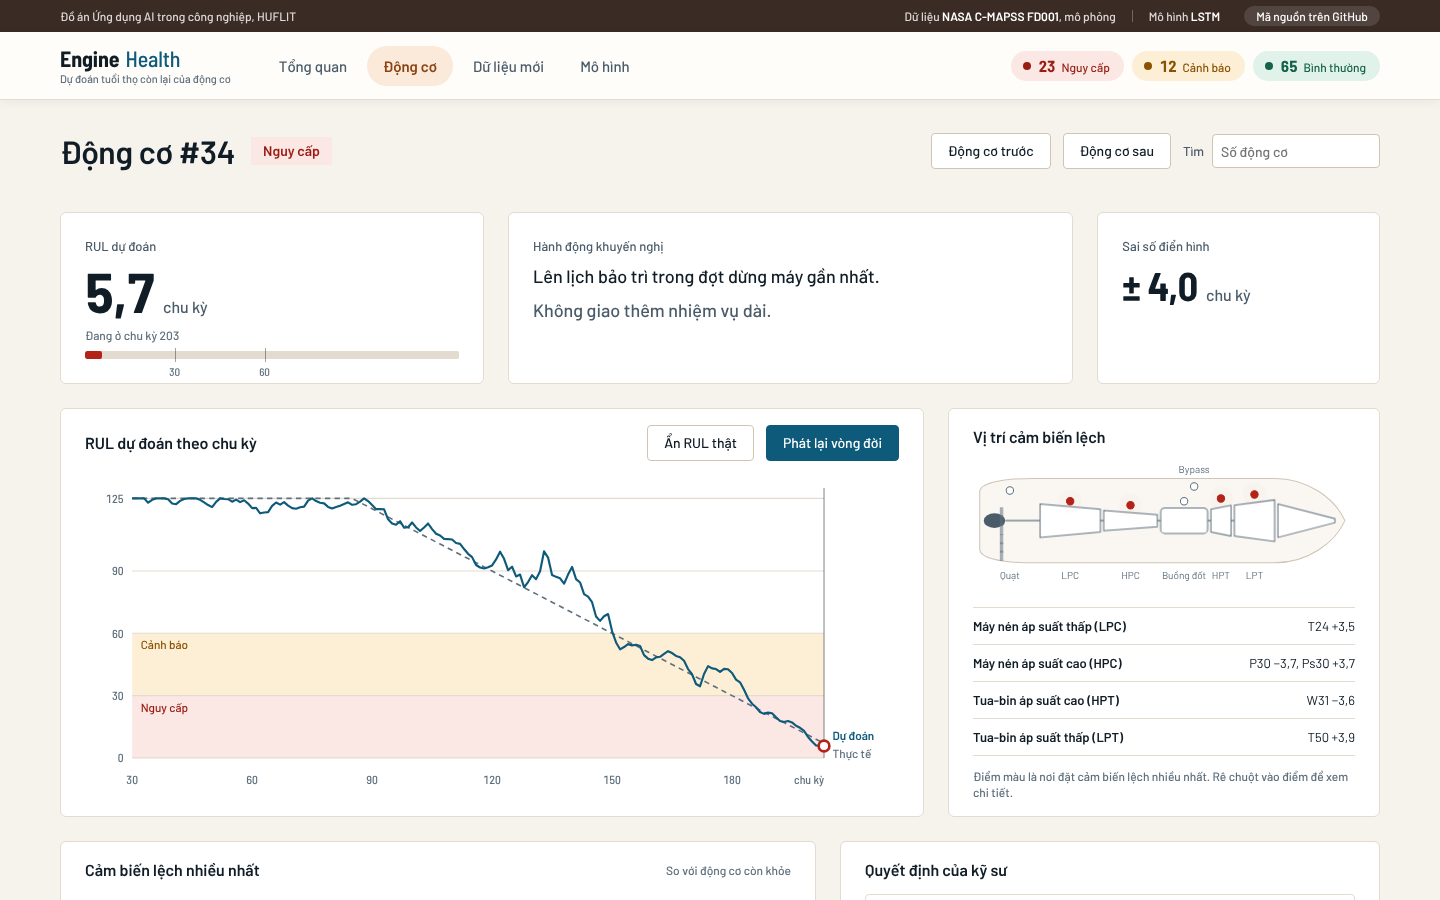 Đồ án Ứng dụng AI trong công nghiệp, HUFLIT
Dữ liệu NASA C-MAPSS FD001, mô phỏng
Mô hình LSTM
Mã nguồn trên GitHub
Engine Health
Dự đoán tuổi thọ còn lại của động cơ
Tổng quan
Động cơ
Dữ liệu mới
Mô hình
23 Nguy cấp
12 Cảnh báo
65 Bình thường
Động cơ #34
Nguy cấp
Động cơ trước
Động cơ sau
Tìm
Số động cơ
RUL dự đoán
5,7 chu kỳ
Đang ở chu kỳ 203
30
60
Hành động khuyến nghị
Lên lịch bảo trì trong đợt dừng máy gần nhất.
Không giao thêm nhiệm vụ dài.
Sai số điển hình
± 4,0 chu kỳ
RUL dự đoán theo chu kỳ
Ẩn RUL thật
Phát lại vòng đời
125
90
60
30
0
Cảnh báo
Nguy cấp
Dự đoán
Thực tế
30
60
90
120
150
180
chu kỳ
Vị trí cảm biến lệch
Bypass
Quạt
LPC
HPC
Buồng đốt
HPT
LPT
Máy nén áp suất thấp (LPC)
T24 +3,5
Máy nén áp suất cao (HPC)
P30 −3,7, Ps30 +3,7
Tua-bin áp suất cao (HPT)
W31 −3,6
Tua-bin áp suất thấp (LPT)
T50 +3,9
Điểm màu là nơi đặt cảm biến lệch nhiều nhất. Rê chuột vào điểm để xem
chi tiết.
Cảm biến lệch nhiều nhất
So với động cơ còn khỏe
Quyết định của kỹ sư